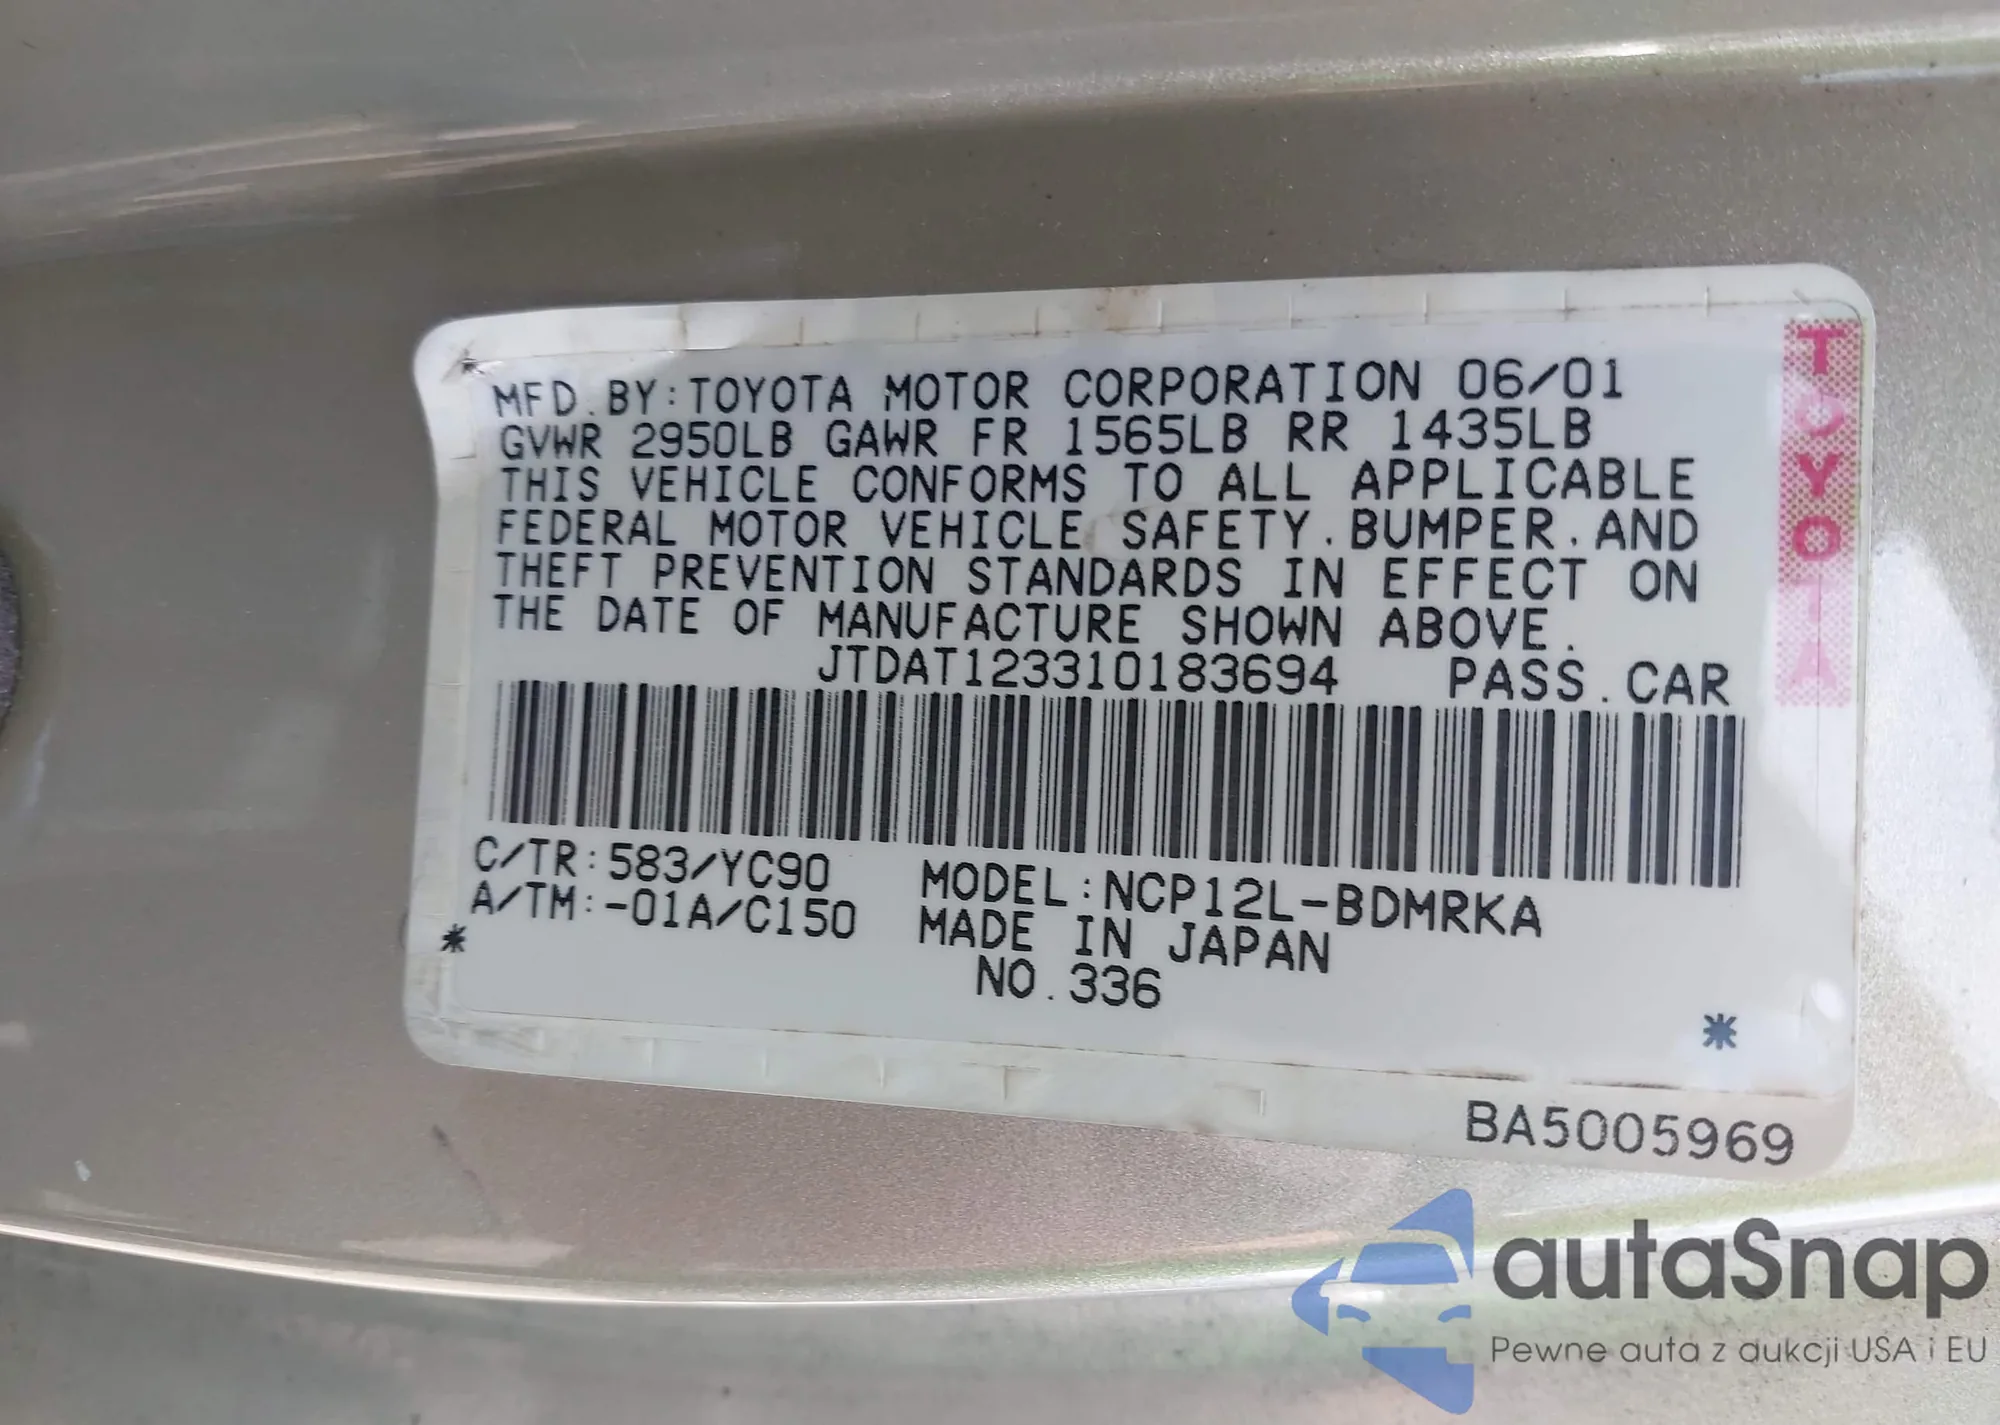 MFD.BY:TOYOTA MOTOR CORPORATION 06/01
GVWR 2950LB GAWR FR 1565LB RR 1435LB
THIS VEHICLE CONFORMS TO ALL APPLICABLE
FEDERAL MOTOR VEHICLE SAFETY.BUMPER.AND
THEFT PREVENTION STANDARDS IN EFFECT ON
THE DATE OF MANUFACTURE SHOWN ABOVE.
JTDAT123310183694 PASS.CAR
C/TR:583/YC90 MODEL:NCP12L-BDMRKA
A/TM:-01A/C150 MADE IN JAPAN
NO.336
BA5005969
TOYOTA
autaSnap
Pewne auta z aukcji USA i EU